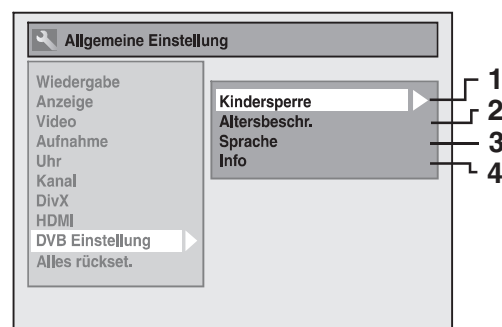 Allgemeine Einstellung
Wiedergabe
Anzeige
Video
Aufnahme
Uhr
Kanal
DivX
HDMI
DVB Einstellung
Alles rückset.
Kindersperre
Altersbeschr.
Sprache
Info
1
2
3
4